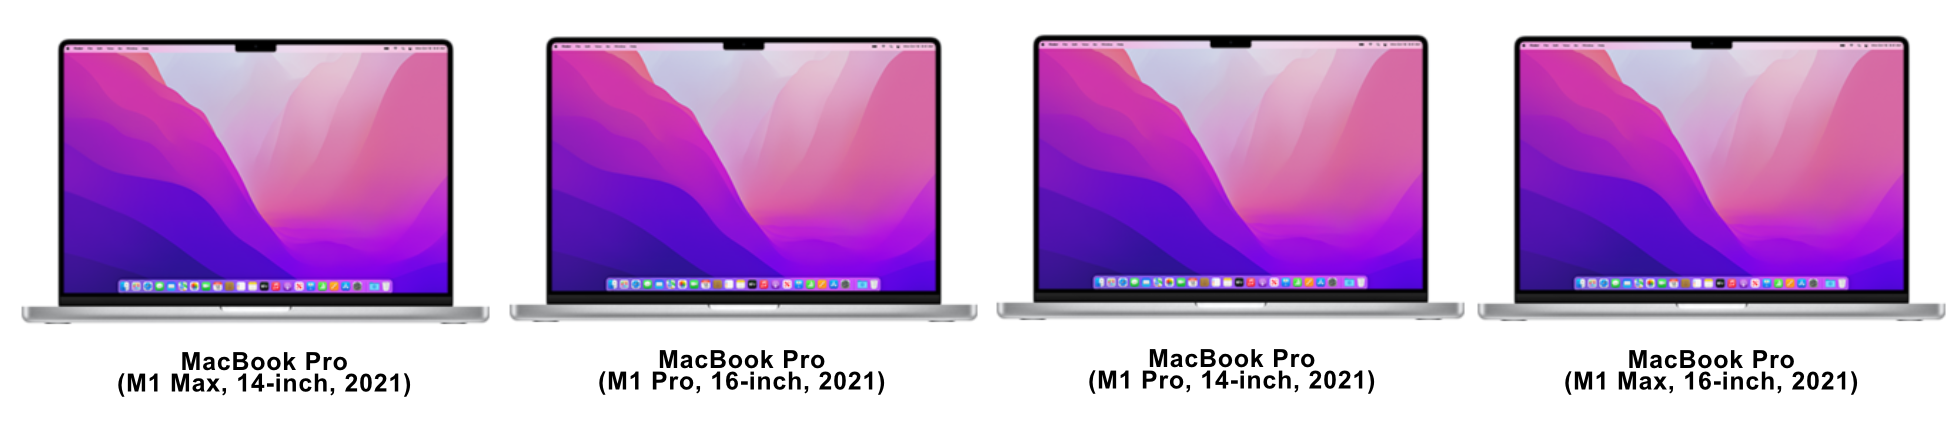 MacBook Pro
(M1 Max, 14-inch, 2021)
MacBook Pro
(M1 Pro, 16-inch, 2021)
MacBook Pro
(M1 Pro, 14-inch, 2021)
MacBook Pro
(M1 Max, 16-inch, 2021)